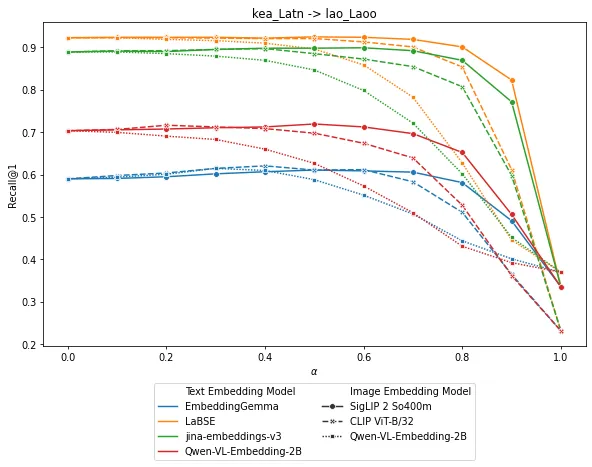 kea_Latn -> lao_Laoo
Recall@1
0.9
0.8
0.7
0.6
0.5
0.4
0.3
0.2
0.0 0.2 0.4 0.6 0.8 1.0
α
Text Embedding Model Image Embedding Model
EmbeddingGemma SigLIP 2 So400m
LaBSE CLIP ViT-B/32
jina-embeddings-v3 Qwen-VL-Embedding-2B
Qwen-VL-Embedding-2B